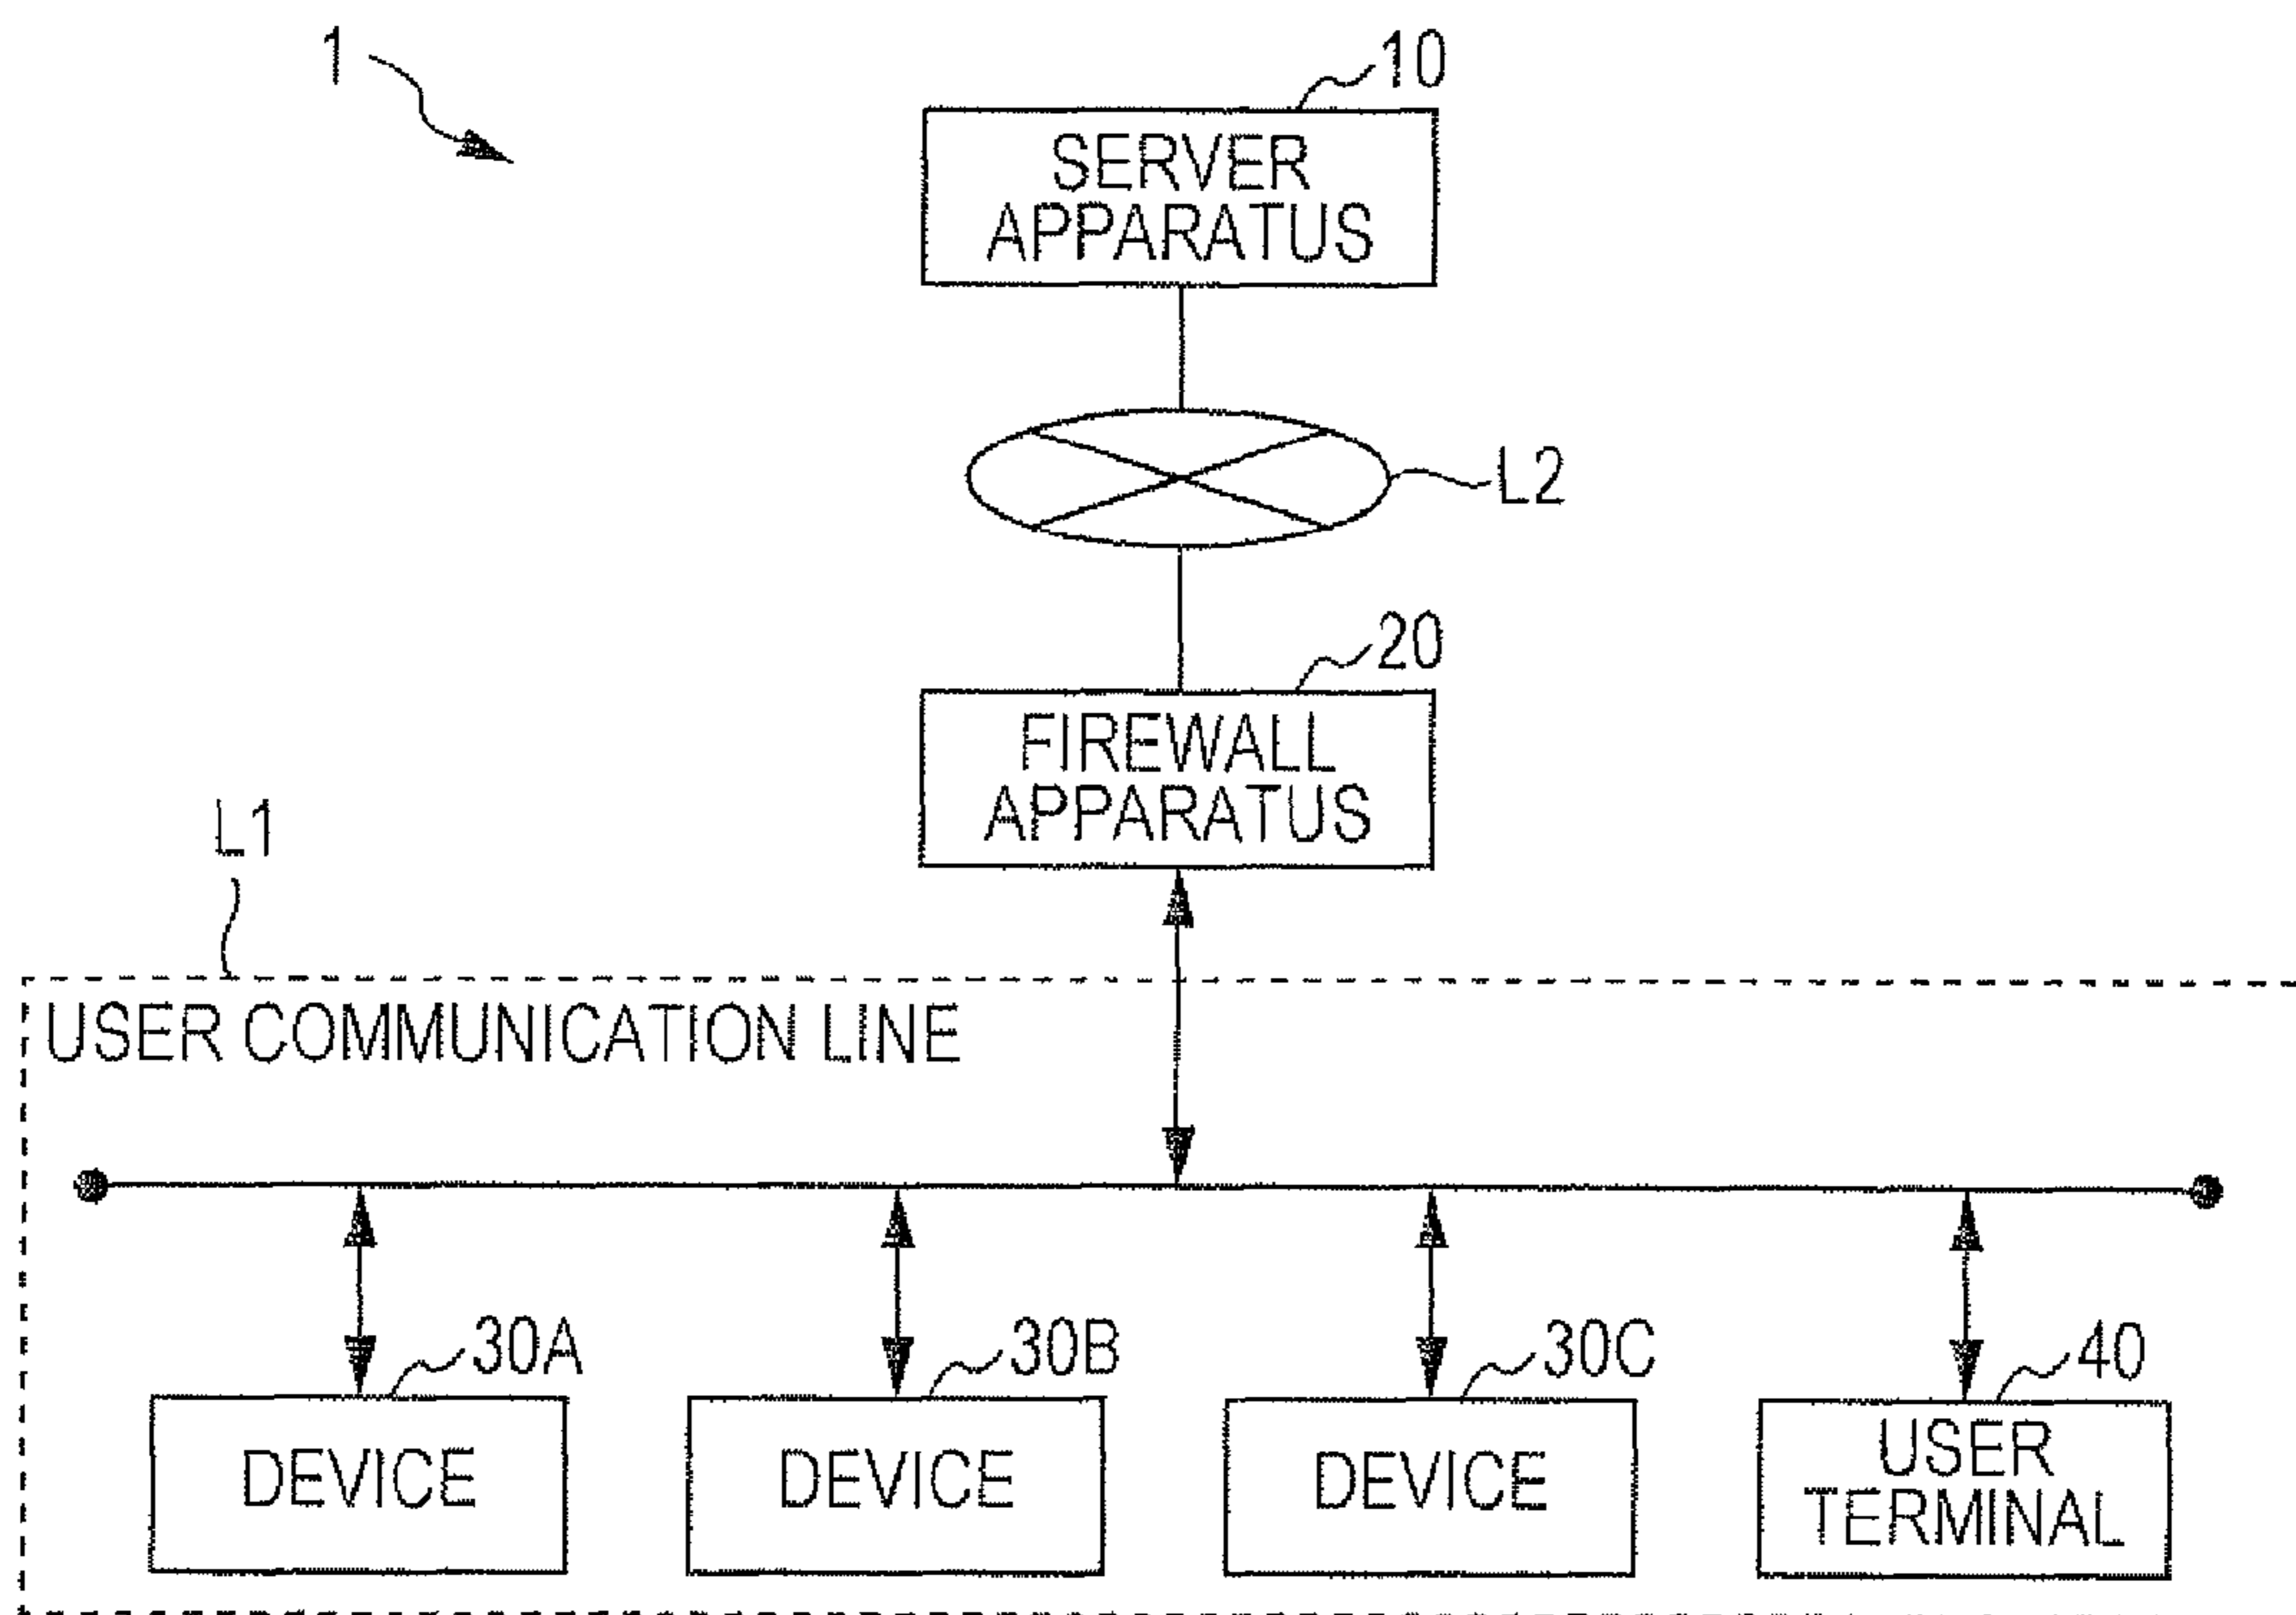 1
10
SERVER
APPARATUS
L2
20
FIREWALL
APPARATUS
L1
USER COMMUNICATION LINE
30A
30B
30C
40
DEVICE
DEVICE
DEVICE
USER
TERMINAL